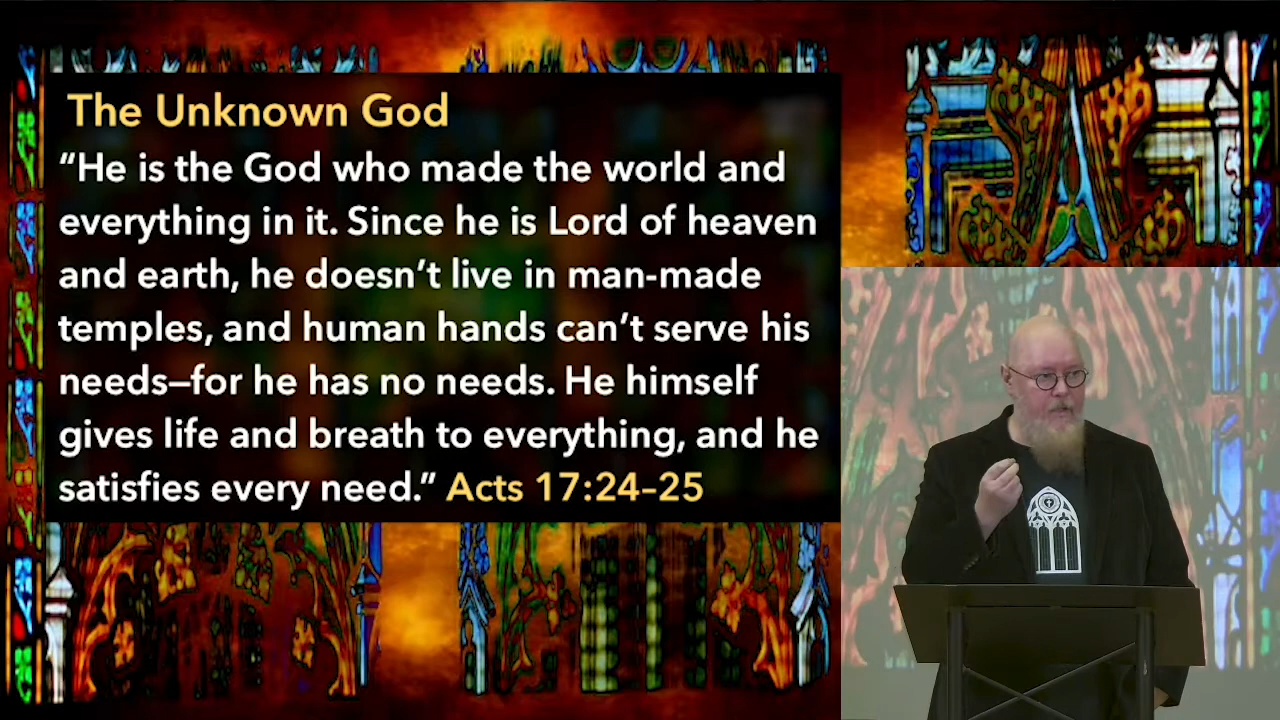 The Unknown God
“He is the God who made the world and
everything in it. Since he is Lord of heaven
and earth, he doesn’t live in man-made
temples, and human hands can’t serve his
needs—for he has no needs. He himself
gives life and breath to everything, and he
satisfies every need.” Acts 17:24–25